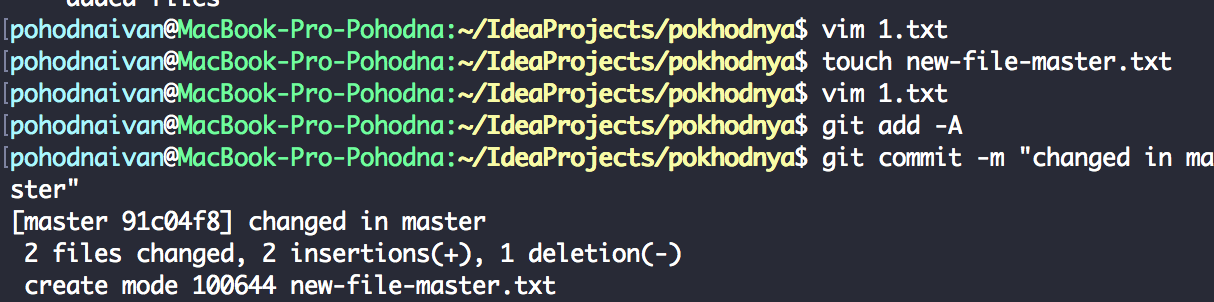 added files
[pohodnaivan@MacBook-Pro-Pohodna:~/IdeaProjects/pokhodnya$ vim 1.txt
[pohodnaivan@MacBook-Pro-Pohodna:~/IdeaProjects/pokhodnya$ touch new-file-master.txt
[pohodnaivan@MacBook-Pro-Pohodna:~/IdeaProjects/pokhodnya$ vim 1.txt
[pohodnaivan@MacBook-Pro-Pohodna:~/IdeaProjects/pokhodnya$ git add -A
[pohodnaivan@MacBook-Pro-Pohodna:~/IdeaProjects/pokhodnya$ git commit -m "changed in ma
ster"
[master 91c04f8] changed in master
 2 files changed, 2 insertions(+), 1 deletion(-)
 create mode 100644 new-file-master.txt